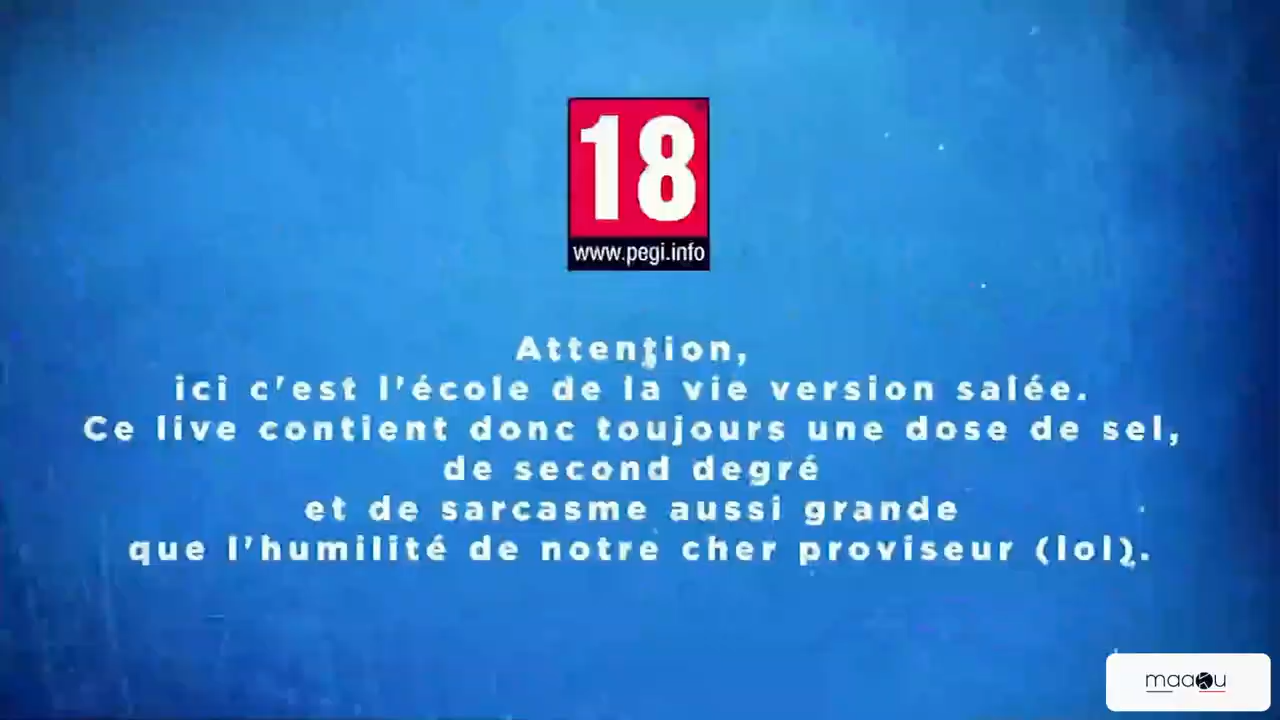 18
www.pegi.info
Attention,
ici c'est l'école de la vie version salée.
Ce live contient donc toujours une dose de sel,
de second degré
et de sarcasme aussi grande
que l'humilité de notre cher proviseur (lol).
maaKu